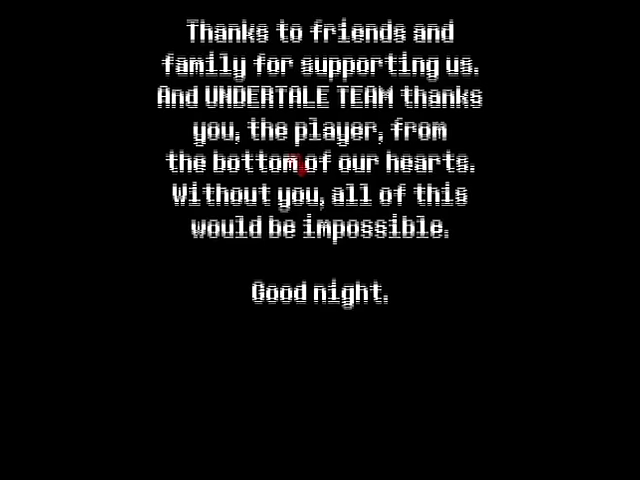 Thanks to friends and
family for supporting us.
And UNDERTALE TEAM thanks
you, the player, from
the bottom of our hearts.
Without you, all of this
would be impossible.
Good night.